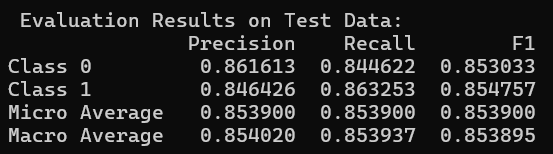 Evaluation Results on Test Data:
Precision Recall F1
Class 0 0.861613 0.844622 0.853033
Class 1 0.846426 0.863253 0.854757
Micro Average 0.853900 0.853900 0.853900
Macro Average 0.854020 0.853937 0.853895